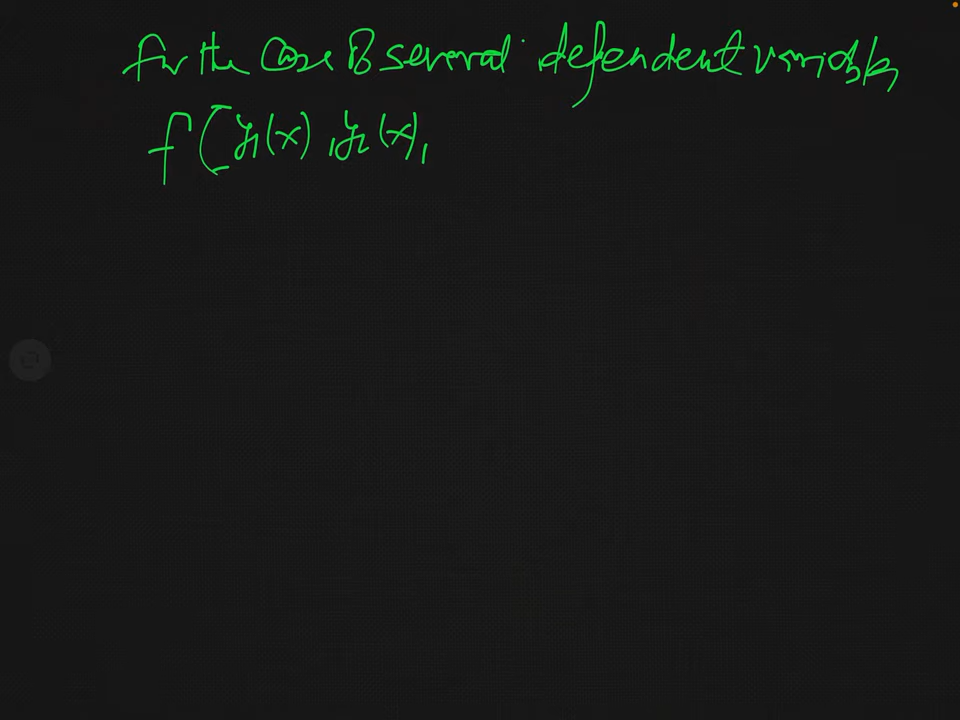 for the case of several dependent variables
f [y₁(x), y₂(x),